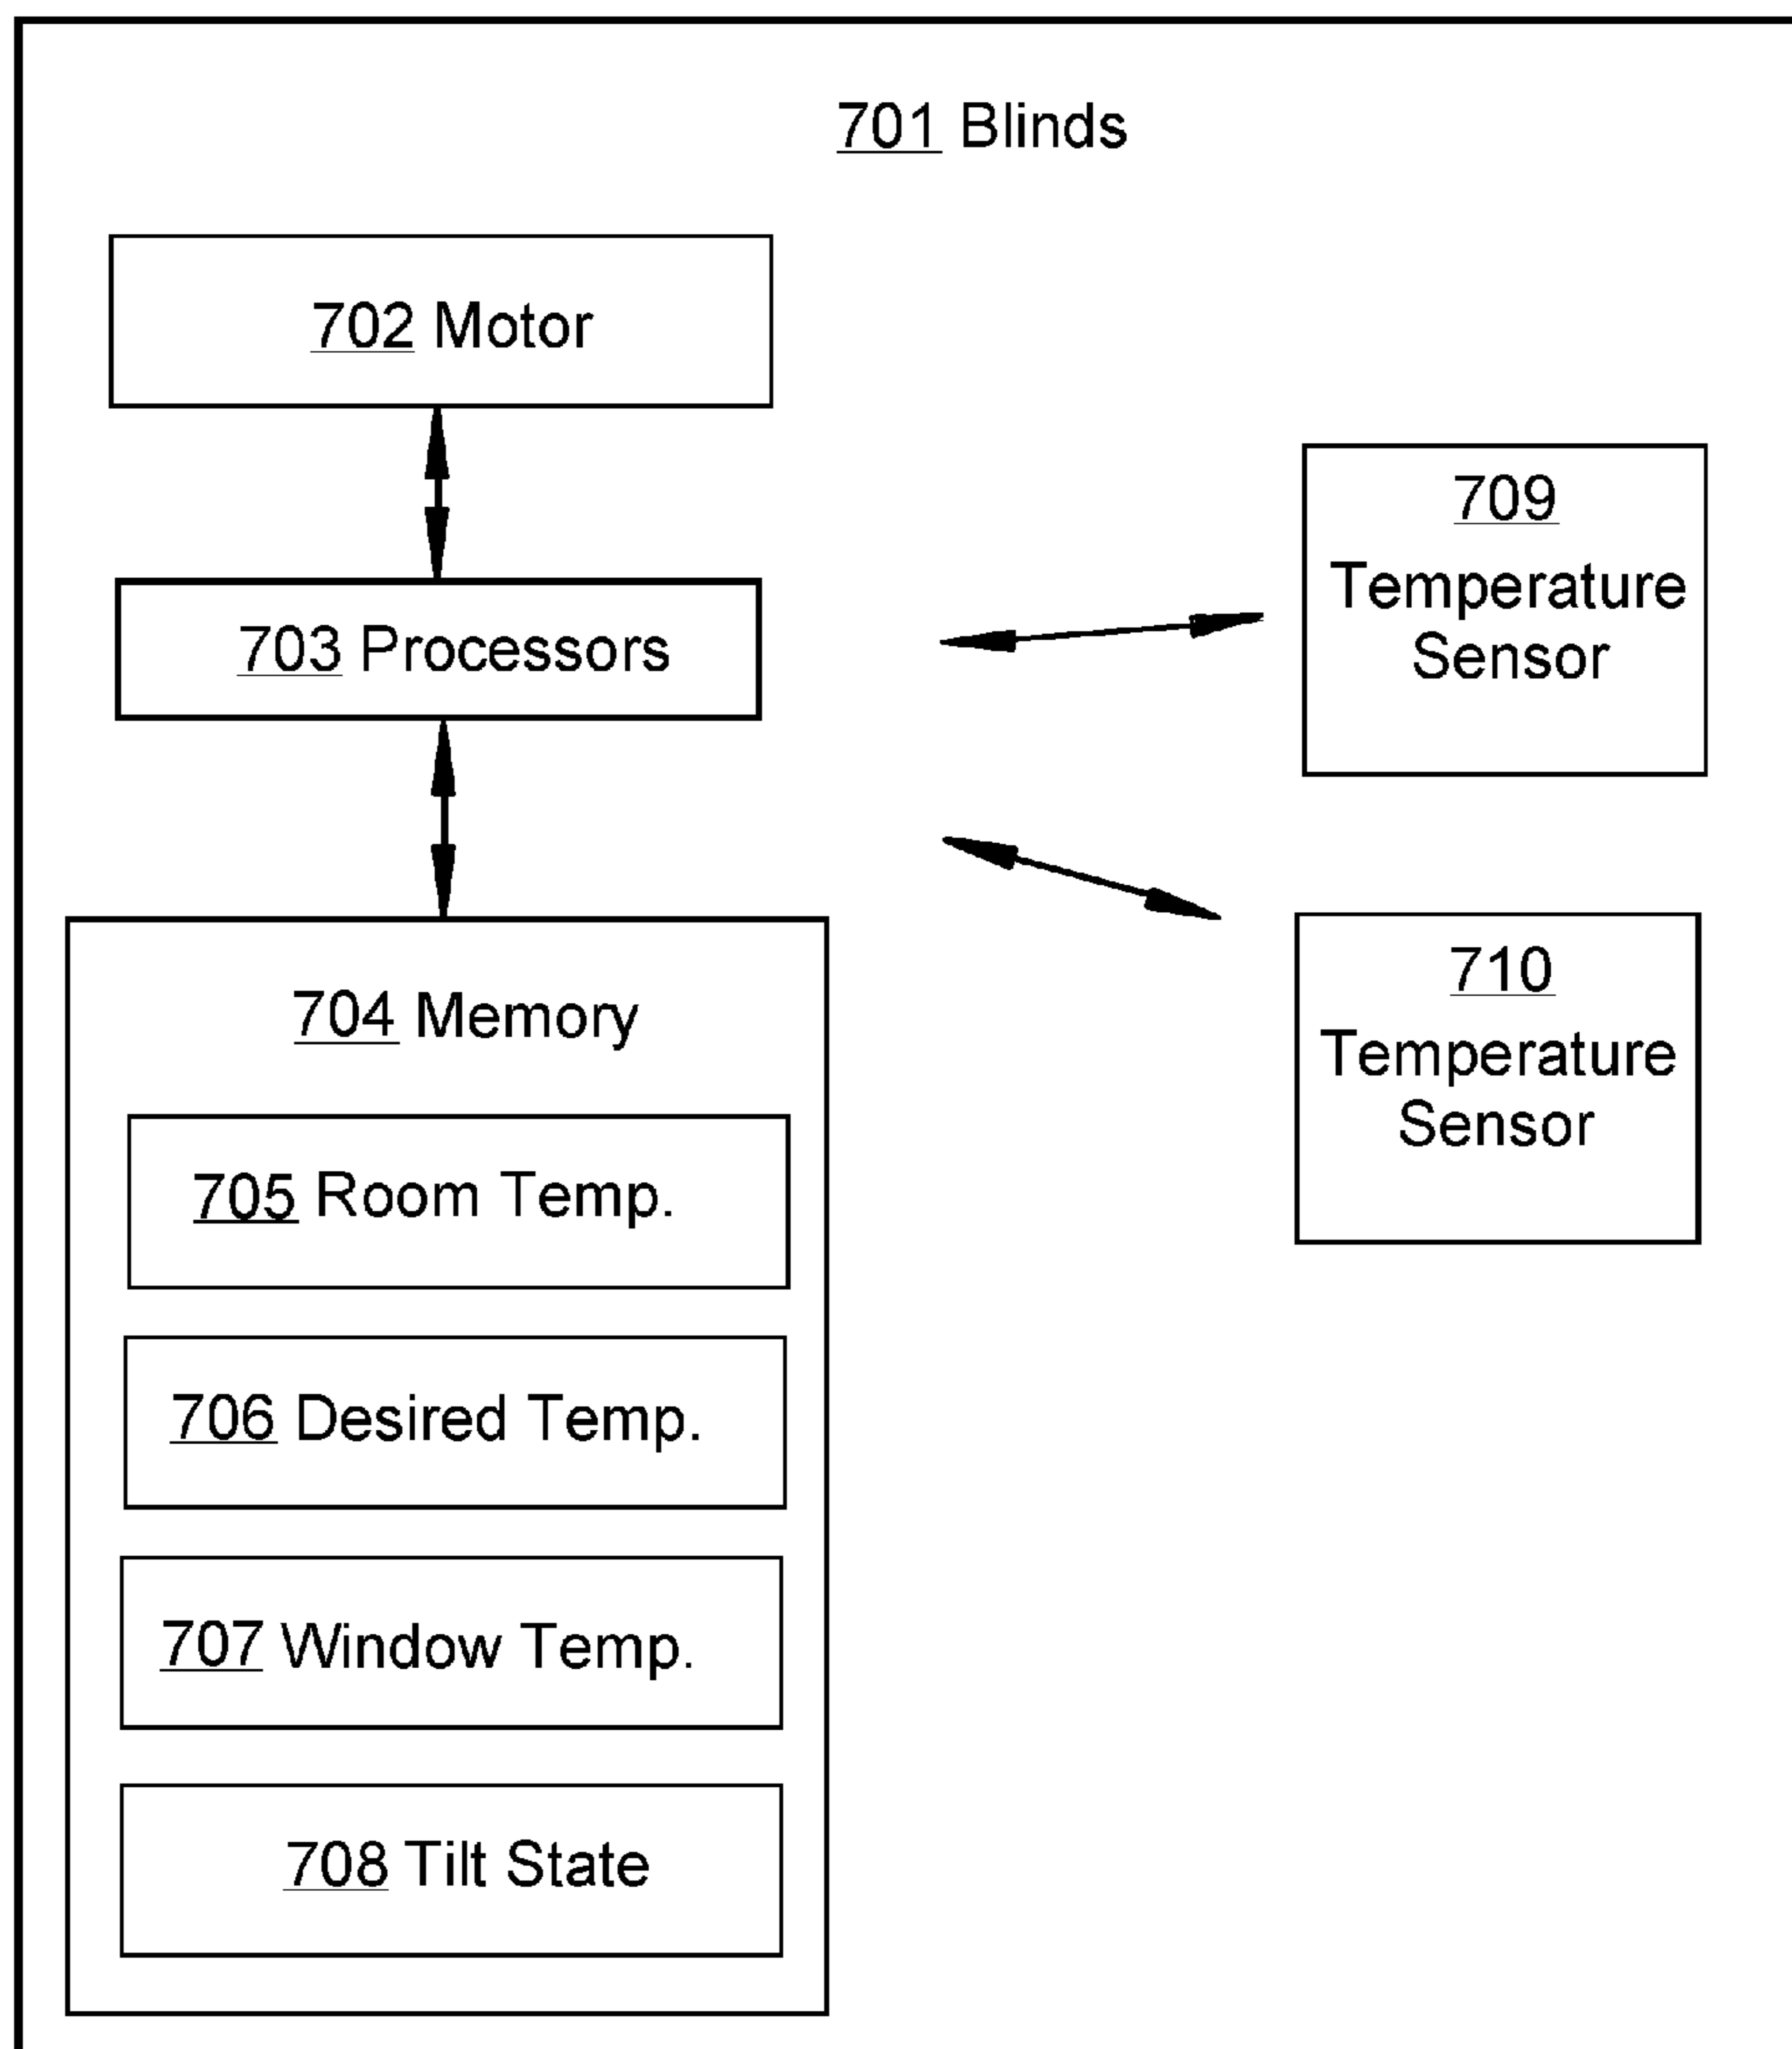 701 Blinds
702 Motor
703 Processors
704 Memory
705 Room Temp.
706 Desired Temp.
707 Window Temp.
708 Tilt State
709
Temperature
Sensor
710
Temperature
Sensor